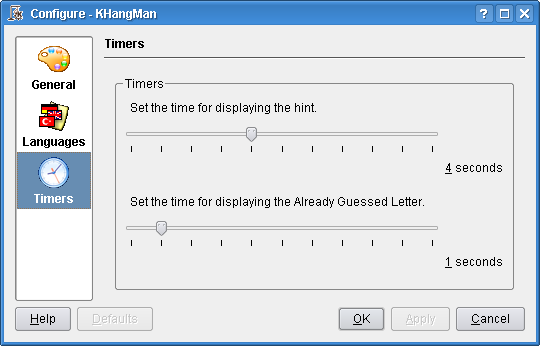 Configure - KHangMan
General
Languages
Timers
Timers
Timers
Set the time for displaying the hint.
4 seconds
Set the time for displaying the Already Guessed Letter.
1 seconds
Help
Defaults
OK
Apply
Cancel